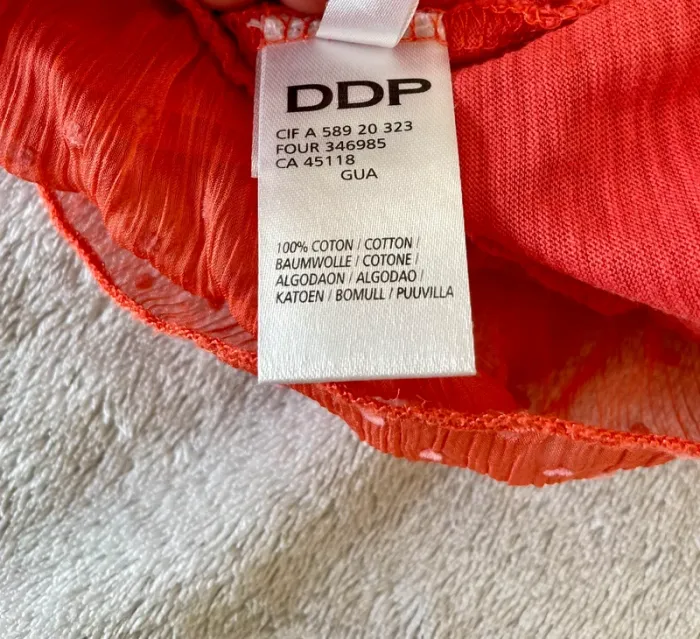 DDP
CIF A 589 20 323
FOUR 346985
CA 45118
GUA
100% COTON / COTTON /
BAUMWOLLE / COTONE /
ALGODAON / ALGODAO /
KATOEN / BOMULL / PUUVILLA